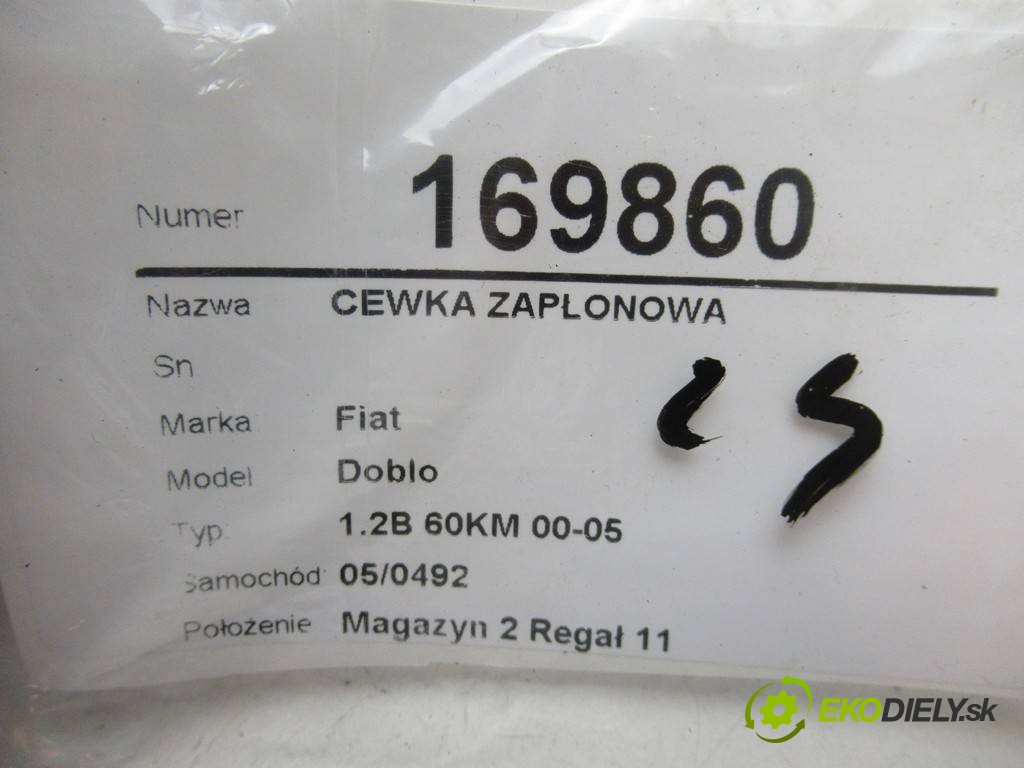 Numer 169860
Nazwa CEWKA ZAPŁONOWA
Sn
Marka Fiat
Model Doblo
Typ 1.2B 60KM 00-05
Samochód 05/0492
Położenie Magazyn 2 Regał 11
EKODIELY.sk